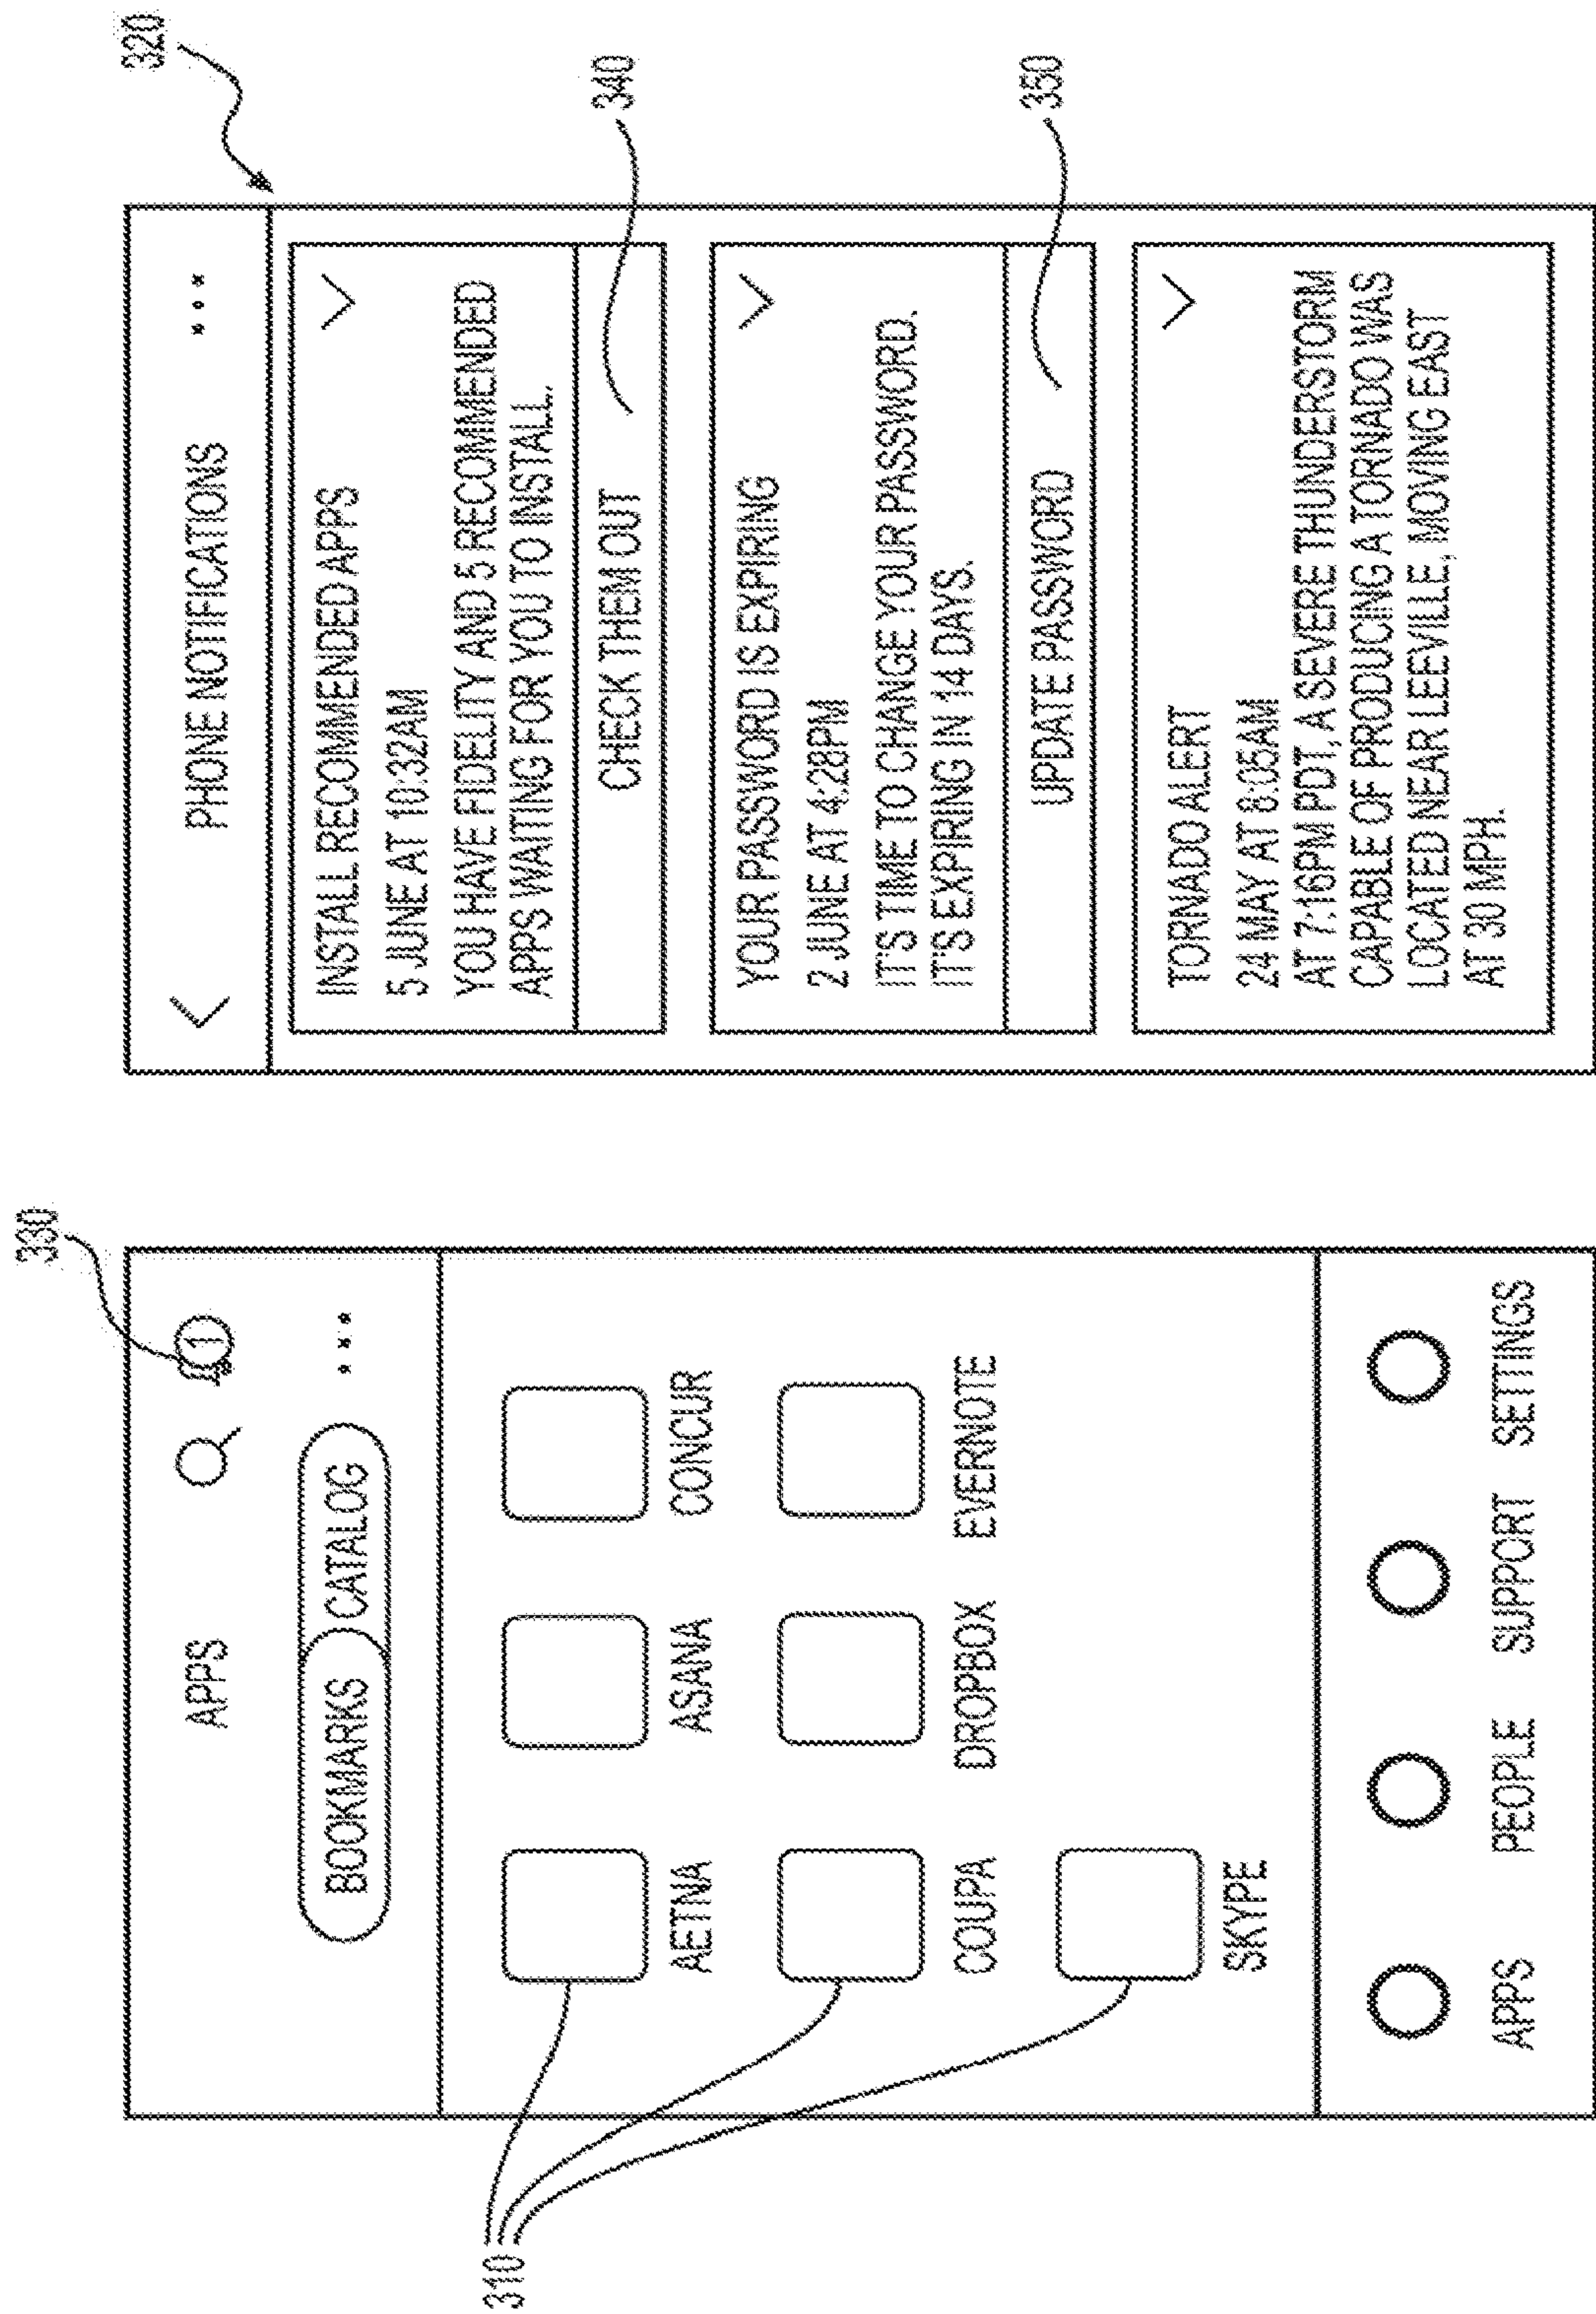 330
APPS
1
BOOKMARKS
CATALOG
310
AETNA
ASANA
CONCUR
COUPA
DROPBOX
EVERNOTE
SKYPE
APPS
PEOPLE
SUPPORT
SETTINGS
320
PHONE NOTIFICATIONS
INSTALL RECOMMENDED APPS
5 JUNE AT 10:32AM
YOU HAVE FIDELITY AND 5 RECOMMENDED
APPS WAITING FOR YOU TO INSTALL.
CHECK THEM OUT
340
YOUR PASSWORD IS EXPIRING
2 JUNE AT 4:28PM
IT'S TIME TO CHANGE YOUR PASSWORD.
IT'S EXPIRING IN 14 DAYS.
UPDATE PASSWORD
350
TORNADO ALERT
24 MAY AT 8:05AM
AT 7:16PM PDT, A SEVERE THUNDERSTORM
CAPABLE OF PRODUCING A TORNADO WAS
LOCATED NEAR LEEVILLE, MOVING EAST
AT 30 MPH.